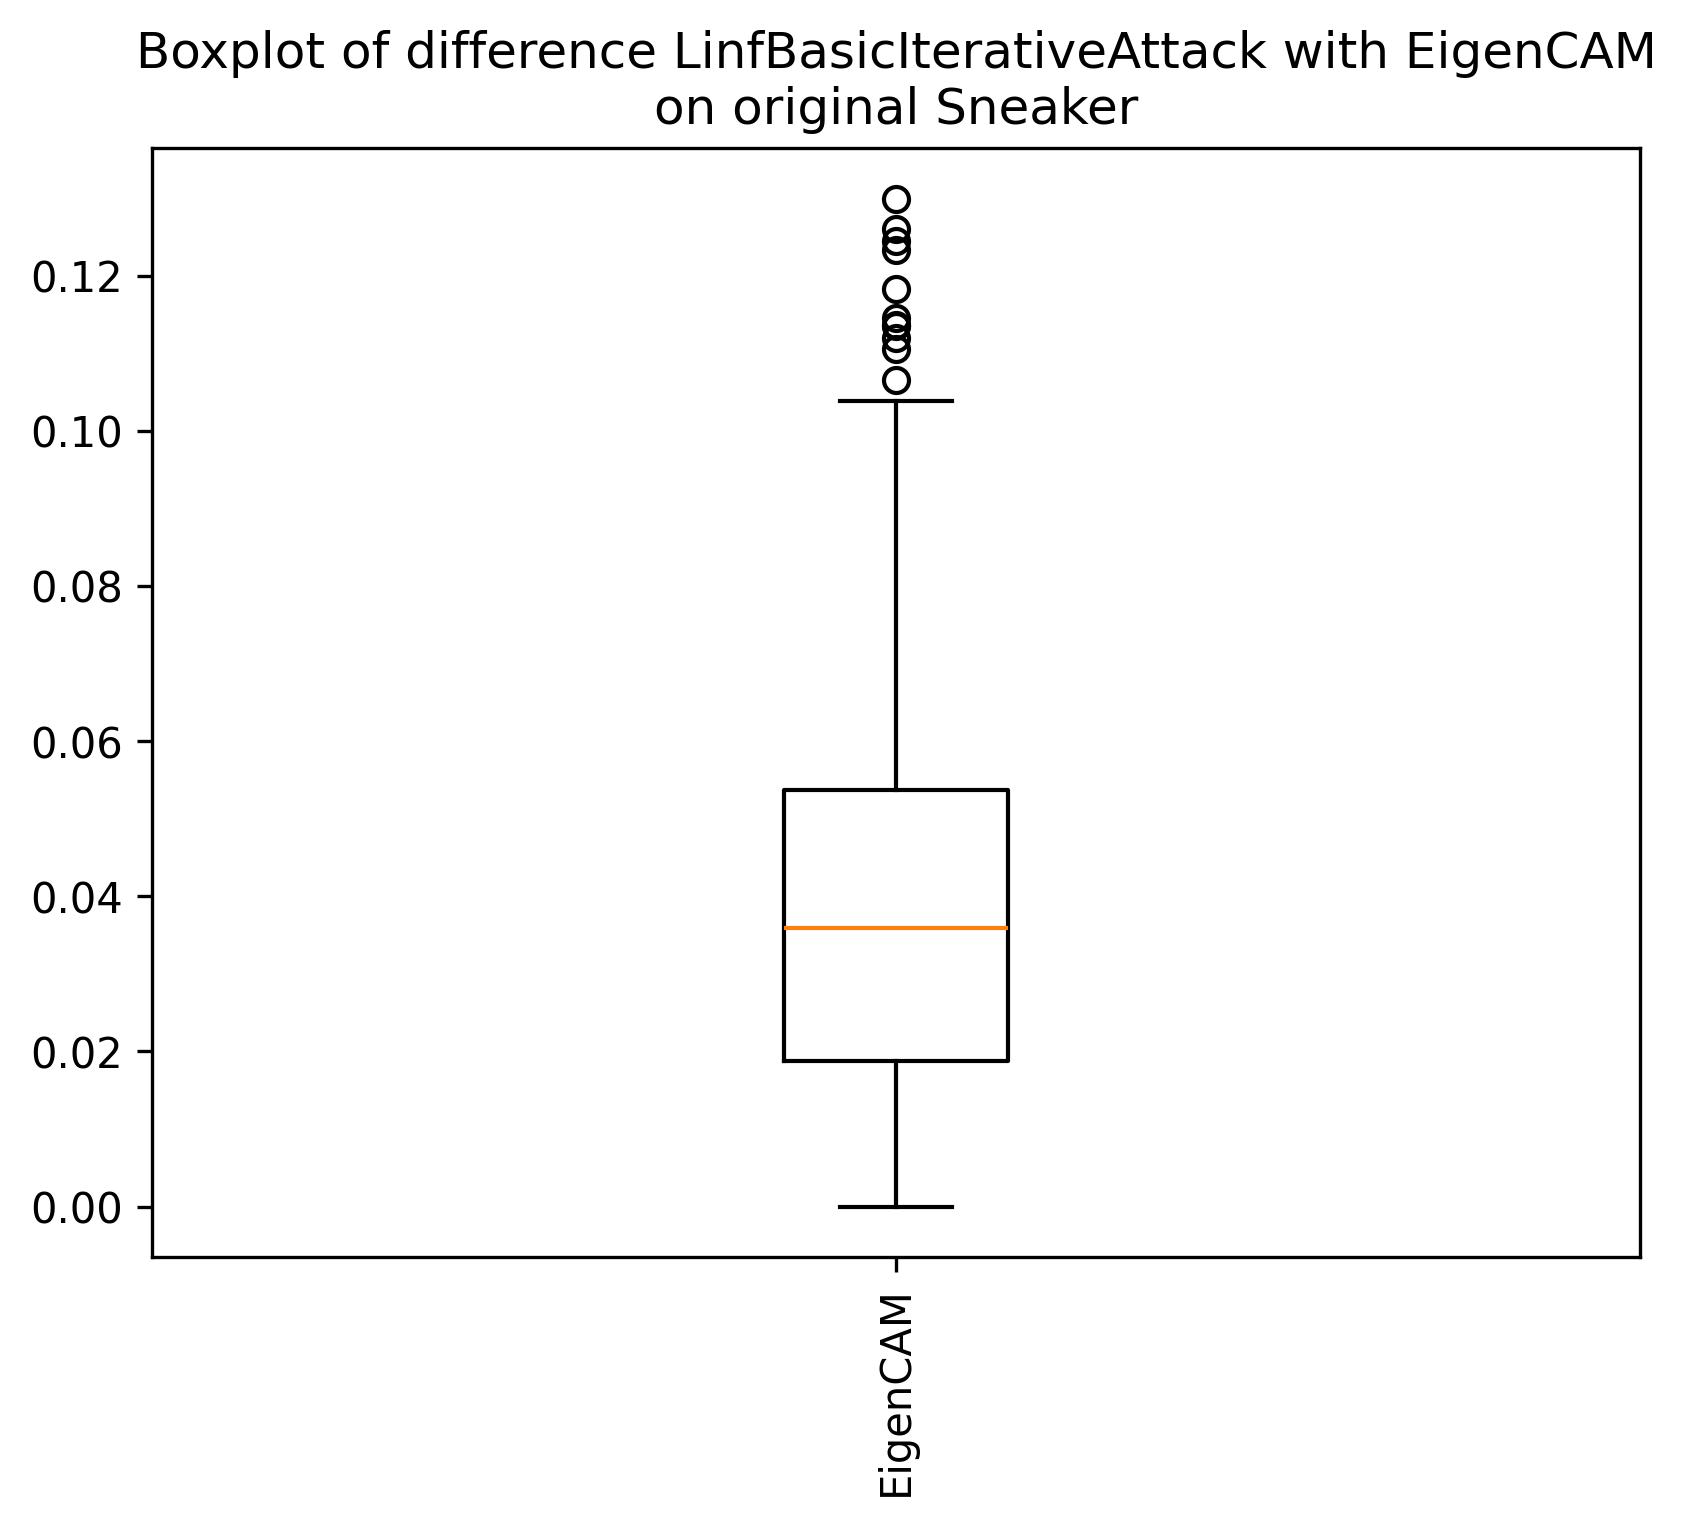 Boxplot of difference LinfBasicIterativeAttack with EigenCAM
on original Sneaker
0.12
0.10
0.08
0.06
0.04
0.02
0.00
EigenCAM